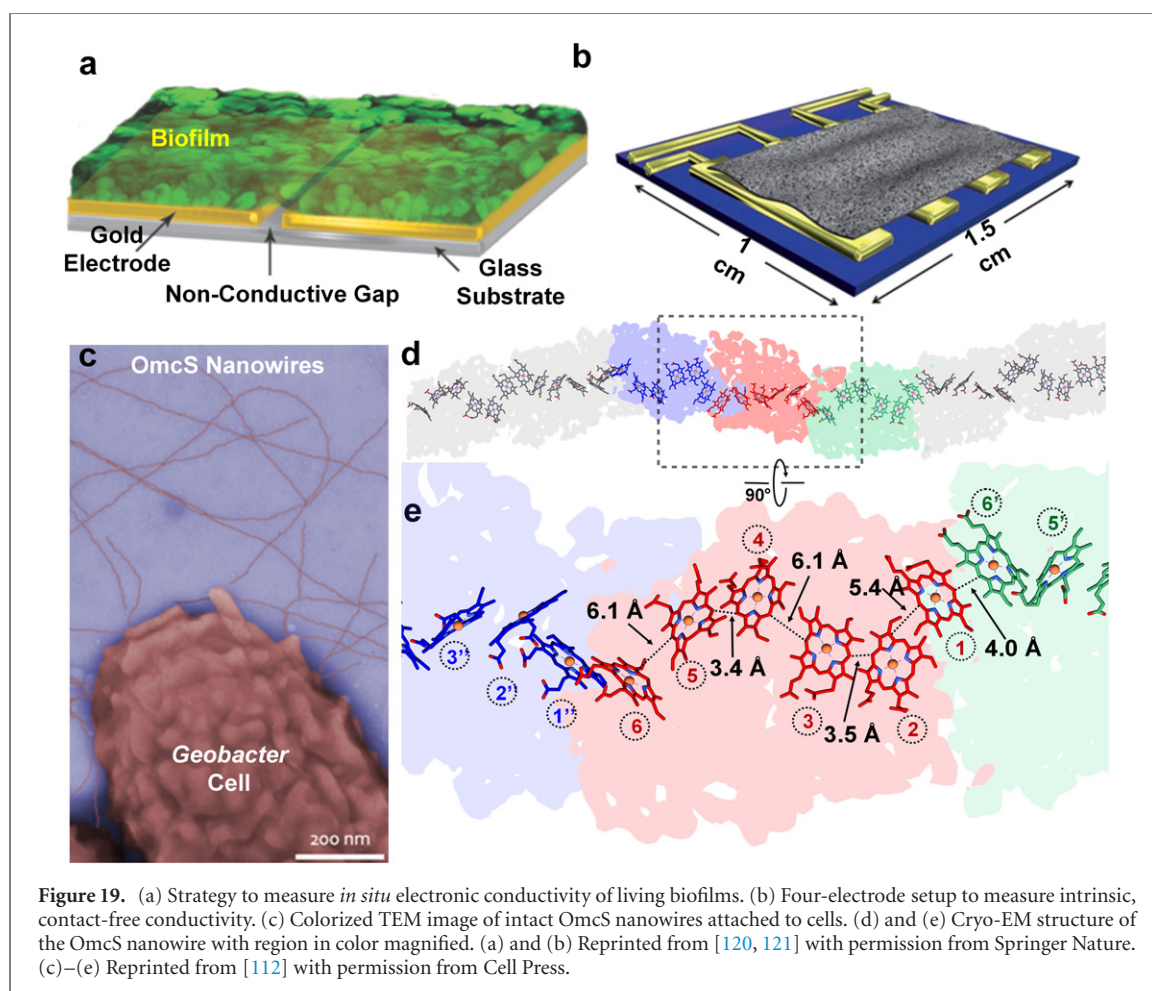 a
Biofilm
Gold
Electrode
Non-Conductive Gap
Glass
Substrate
b
1
cm
1.5
cm
c
OmcS Nanowires
Geobacter
Cell
200 nm
d
90°
e
3''
2''
1''
6
6.1 Å
5
3.4 Å
4
6.1 Å
3
3.5 Å
2
5.4 Å
1
4.0 Å
6'
5'
Figure 19. (a) Strategy to measure in situ electronic conductivity of living biofilms. (b) Four-electrode setup to measure intrinsic,
contact-free conductivity. (c) Colorized TEM image of intact OmcS nanowires attached to cells. (d) and (e) Cryo-EM structure of
the OmcS nanowire with region in color magnified. (a) and (b) Reprinted from [120, 121] with permission from Springer Nature.
(c)–(e) Reprinted from [112] with permission from Cell Press.